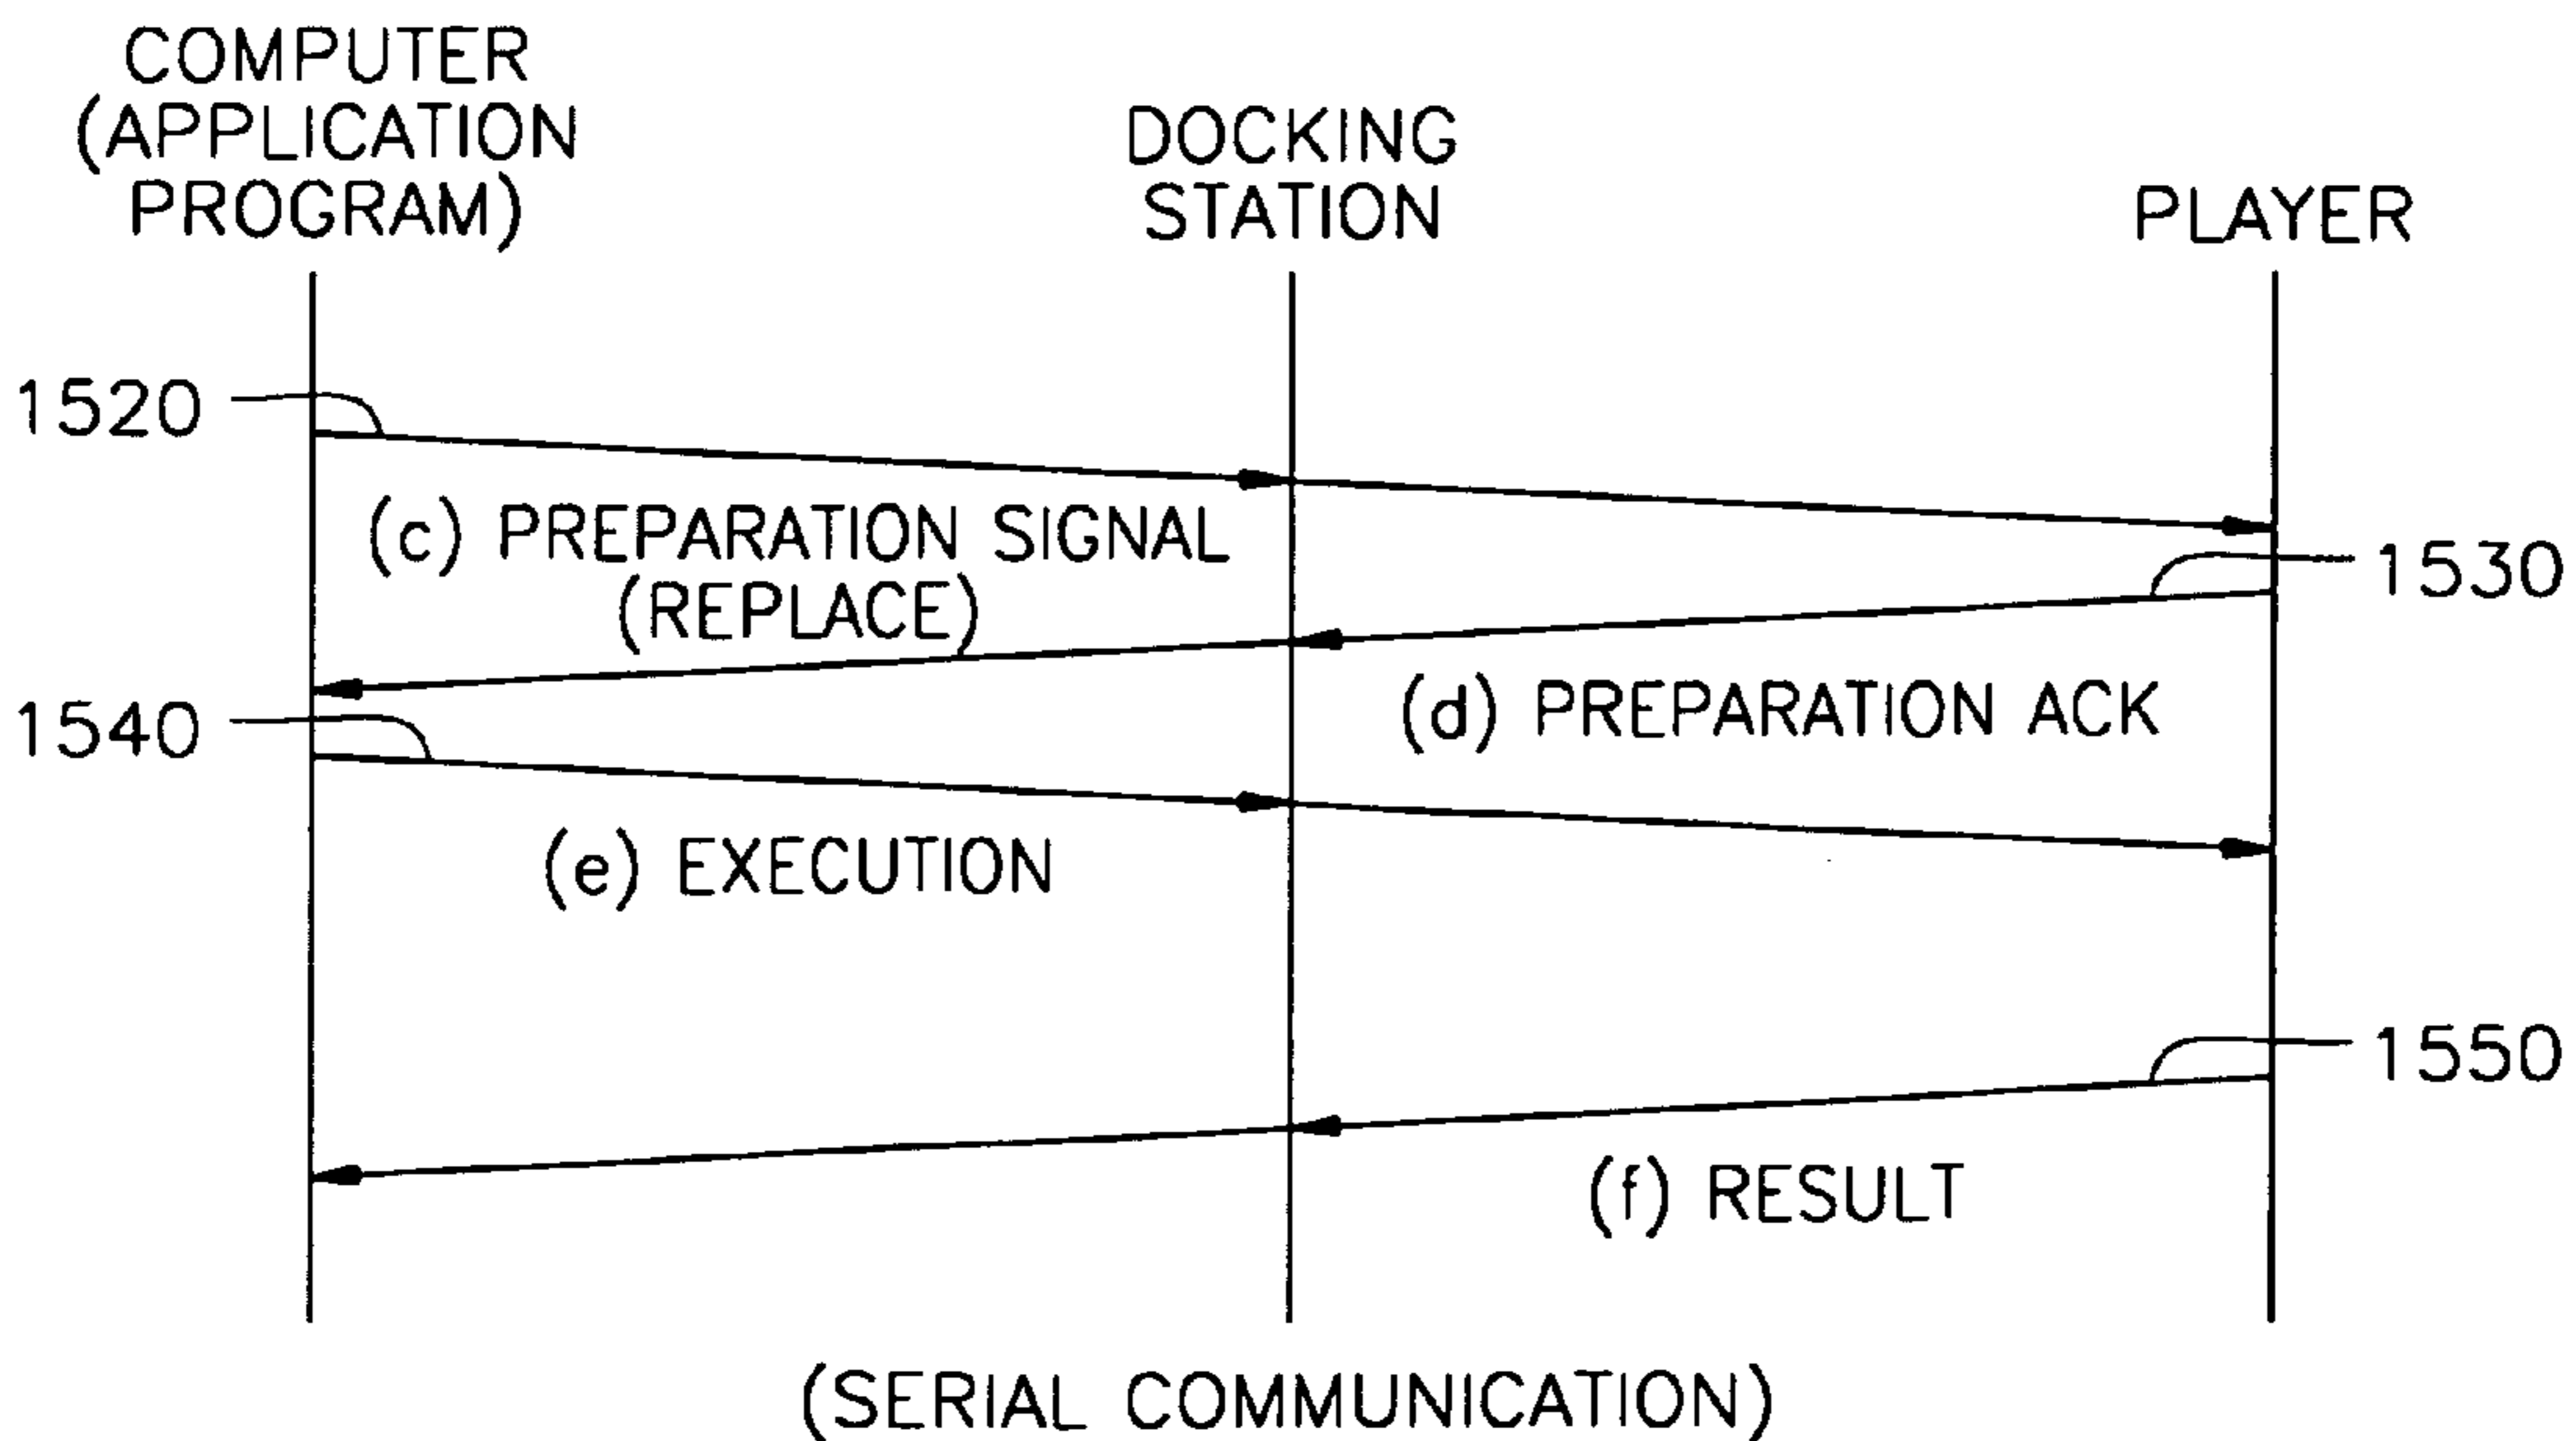 COMPUTER
(APPLICATION
PROGRAM)
DOCKING
STATION
PLAYER
1520
(c) PREPARATION SIGNAL
(REPLACE)
1530
(d) PREPARATION ACK
1540
(e) EXECUTION
1550
(f) RESULT
(SERIAL COMMUNICATION)